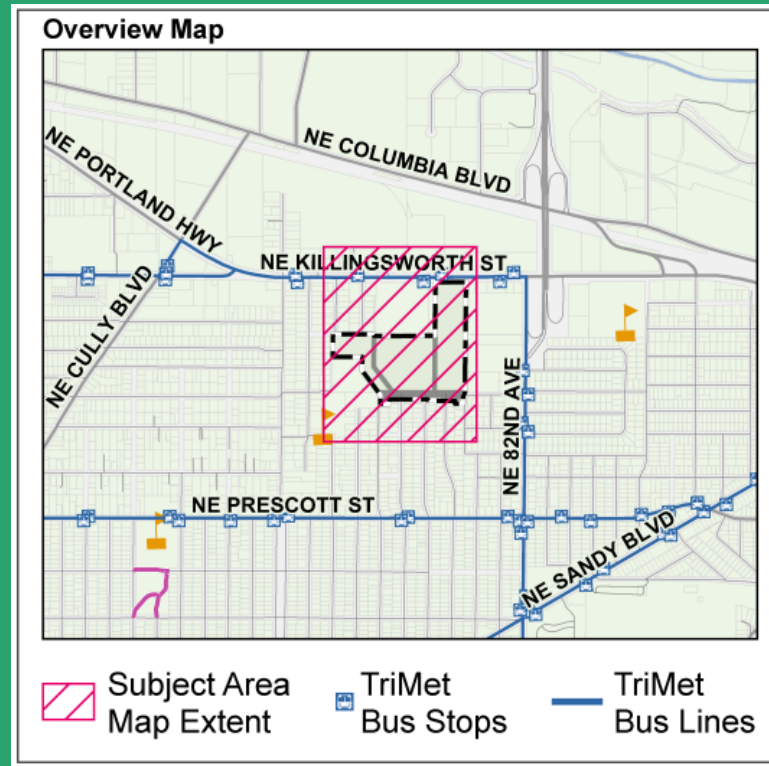 Overview Map
NE COLUMBIA BLVD
NE PORTLAND HWY
NE KILLINGSWORTH ST
NE CULLY BLVD
NE 82ND AVE
NE PRESCOTT ST
NE SANDY BLVD
Subject Area
Map Extent
TriMet
Bus Stops
TriMet
Bus Lines